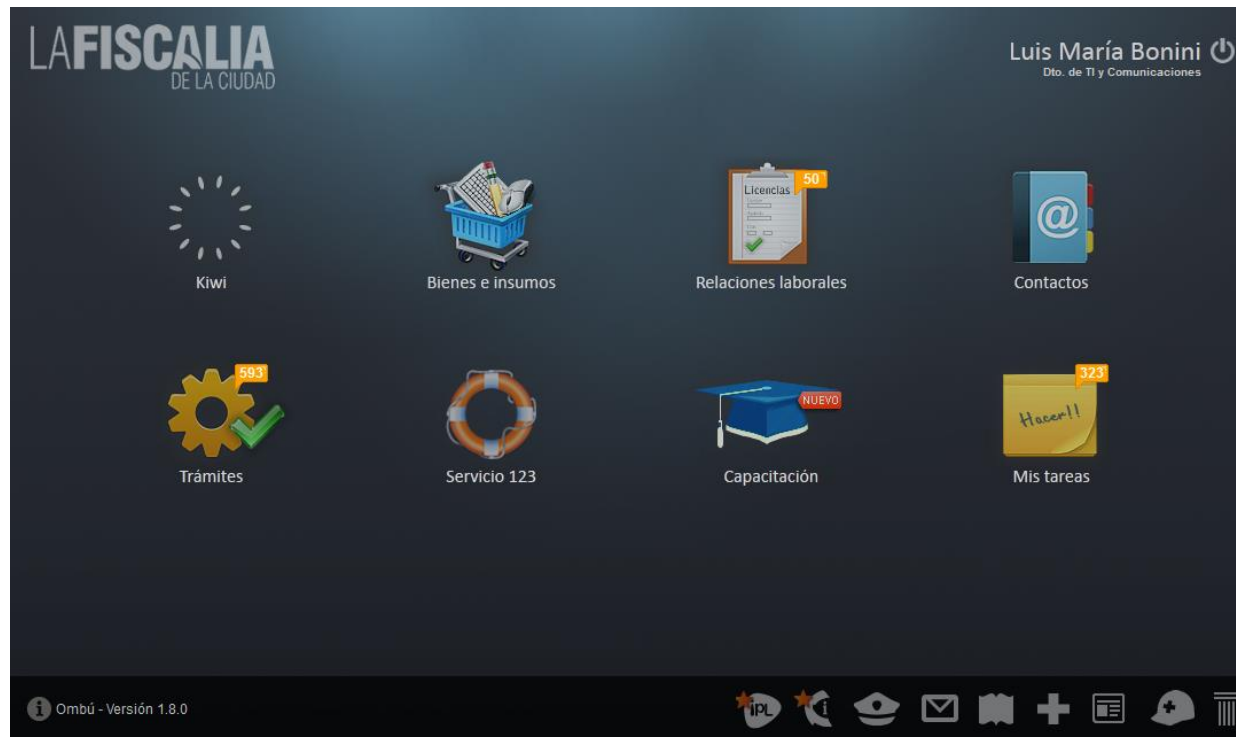 LAFISCALIA
DE LA CIUDAD
Luis María Bonini
Dto. de TI y Comunicaciones
50
Licencias
Kiwi
Bienes e insumos
Relaciones laborales
@
Contactos
593
NUEVO
323
Hacer!!
Trámites
Servicio 123
Capacitación
Mis tareas
i Ombú - Versión 1.8.0
iPL
i